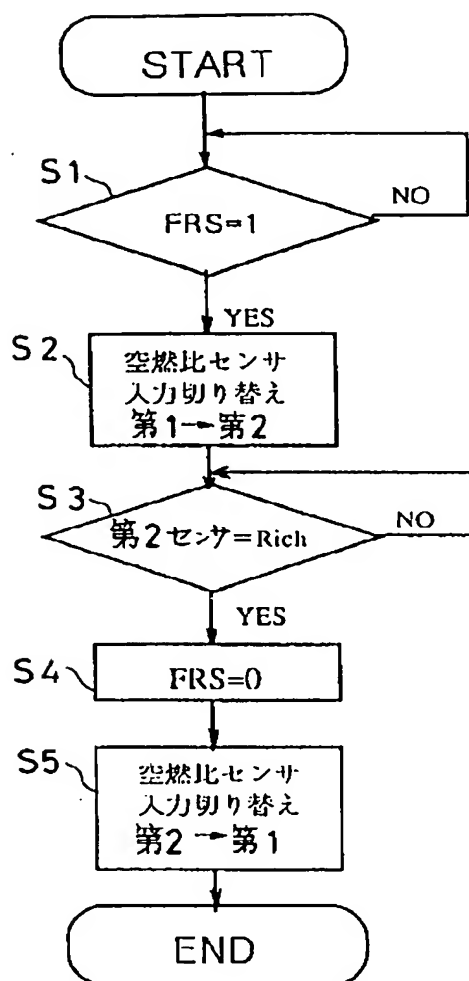 START
S1
FRS=1
NO
YES
S2
空燃比センサ
入力切り替え
第1→第2
S3
第2センサ=Rich
NO
YES
S4
FRS=0
S5
空燃比センサ
入力切り替え
第2→第1
END